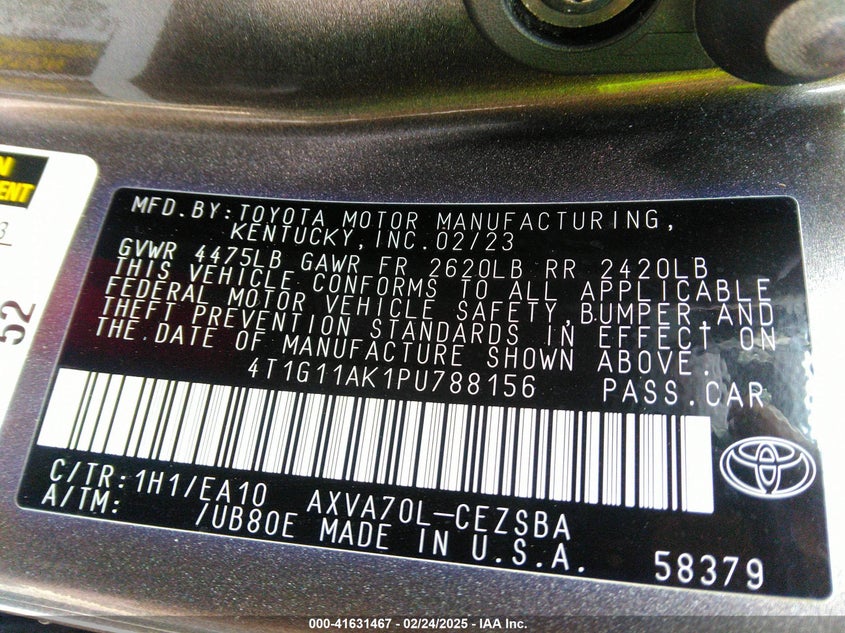 MFD.BY:TOYOTA MOTOR MANUFACTURING,
KENTUCKY,INC.02/23
GVWR 4475LB GAWR FR 2620LB RR 2420LB
THIS VEHICLE CONFORMS TO ALL APPLICABLE
FEDERAL MOTOR VEHICLE SAFETY,BUMPER AND
THEFT PREVENTION STANDARDS IN EFFECT ON
THE DATE OF MANUFACTURE SHOWN ABOVE.
4T1G11AK1PU788156 PASS.CAR
C/TR:1H1/EA10 AXVA70L-CEZSBA
A/TM: /UB80E MADE IN U.S.A.
58379
52
000-41631467 - 02/24/2025 - IAA Inc.